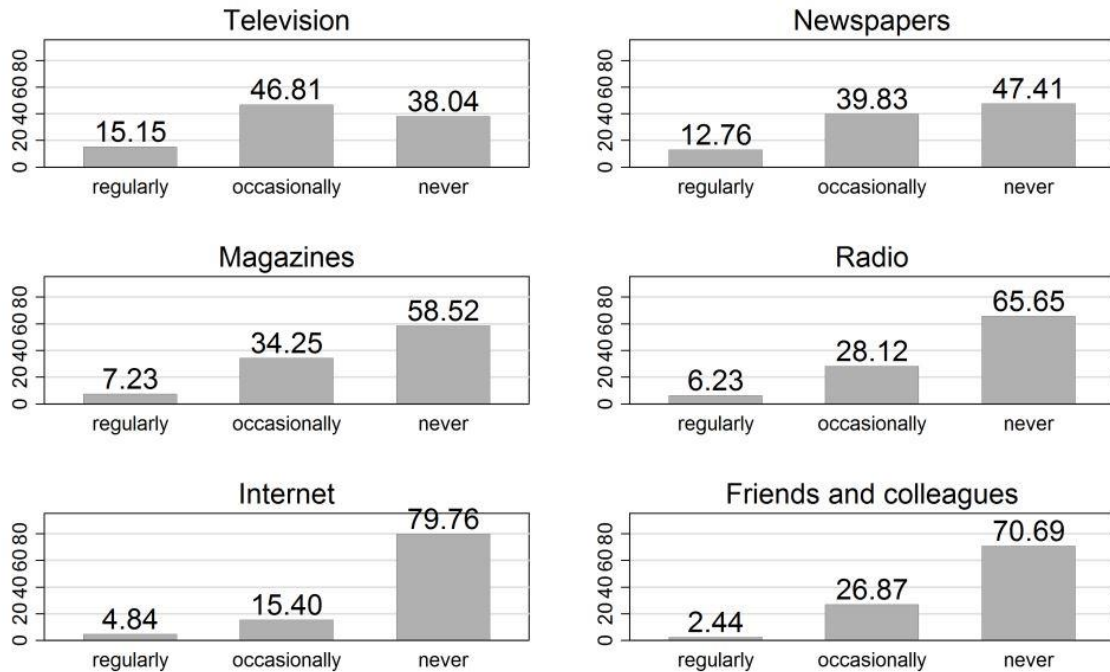 Television
80
60
40
20
0
15.15
46.81
38.04
regularly
occasionally
never
Newspapers
80
60
40
20
0
12.76
39.83
47.41
regularly
occasionally
never
Magazines
80
60
40
20
0
7.23
34.25
58.52
regularly
occasionally
never
Radio
80
60
40
20
0
6.23
28.12
65.65
regularly
occasionally
never
Internet
80
60
40
20
0
4.84
15.40
79.76
regularly
occasionally
never
Friends and colleagues
80
60
40
20
0
2.44
26.87
70.69
regularly
occasionally
never